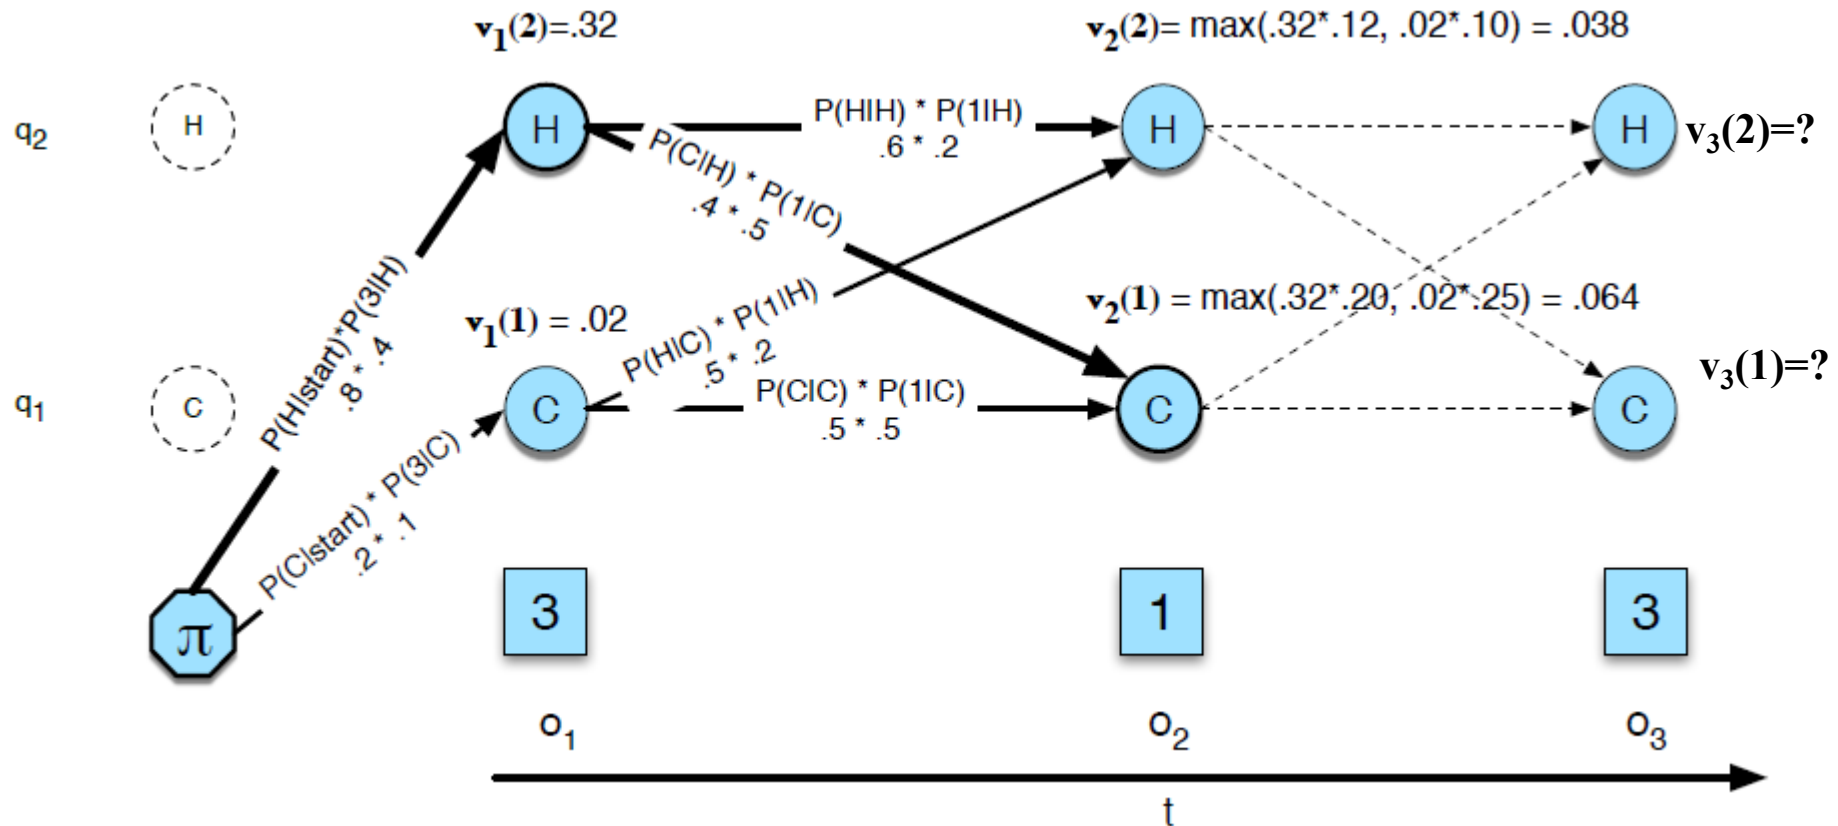 v1(2)=.32
v2(2)= max(.32*.12, .02*.10) = .038
q2
H
H
P(H|H) * P(1|H)
.6 * .2
H
H
v3(2)=?
P(C|H) * P(1|C)
.4 * .5
P(H|start)*P(3|H)
.8 * .4
v1(1) = .02
P(H|C) * P(1|H)
.5 * .2
v2(1) = max(.32*.20, .02*.25) = .064
v3(1)=?
q1
C
C
P(C|C) * P(1|C)
.5 * .5
C
C
P(C|start) * P(3|C)
.2 * .1
π
3
1
3
o1
o2
o3
t